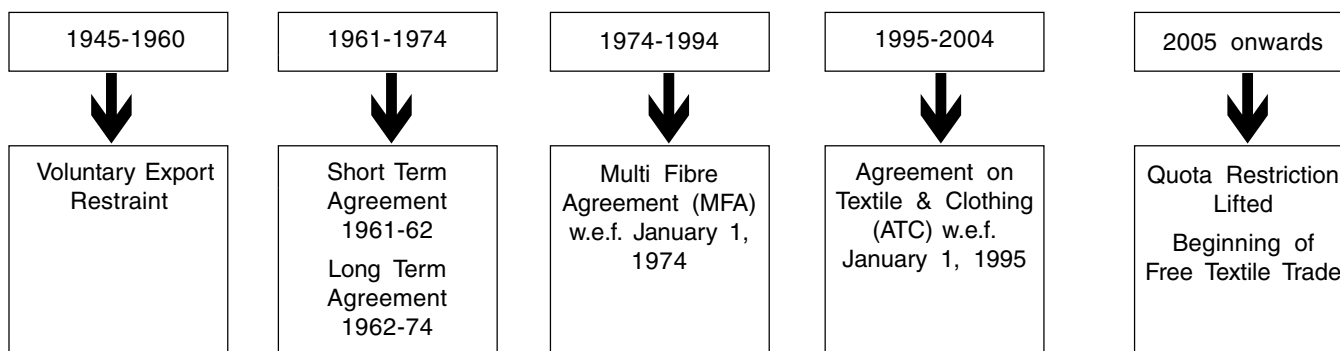 1945-1960
1961-1974
1974-1994
1995-2004
2005 onwards
Voluntary Export
Restraint
Short Term
Agreement
1961-62
Long Term
Agreement
1962-74
Multi Fibre
Agreement (MFA)
w.e.f. January 1,
1974
Agreement on
Textile & Clothing
(ATC) w.e.f.
January 1, 1995
Quota Restriction
Lifted
Beginning of
Free Textile Trade